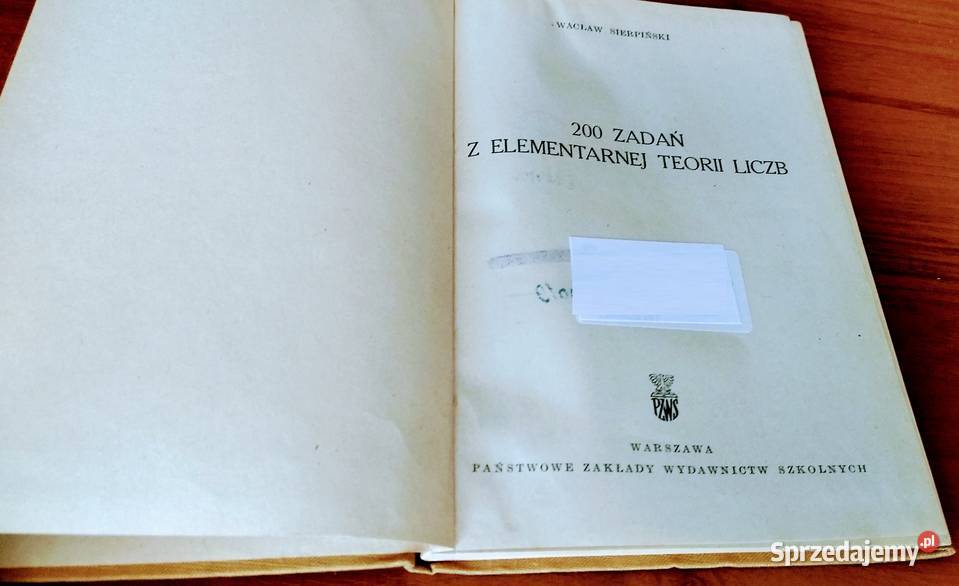 WACŁAW SIERPIŃSKI
200 ZADAŃ
Z ELEMENTARNEJ TEORII LICZB
PZWS
WARSZAWA
PAŃSTWOWE ZAKŁADY WYDAWNICTW SZKOLNYCH
Sprzedajemy.pl